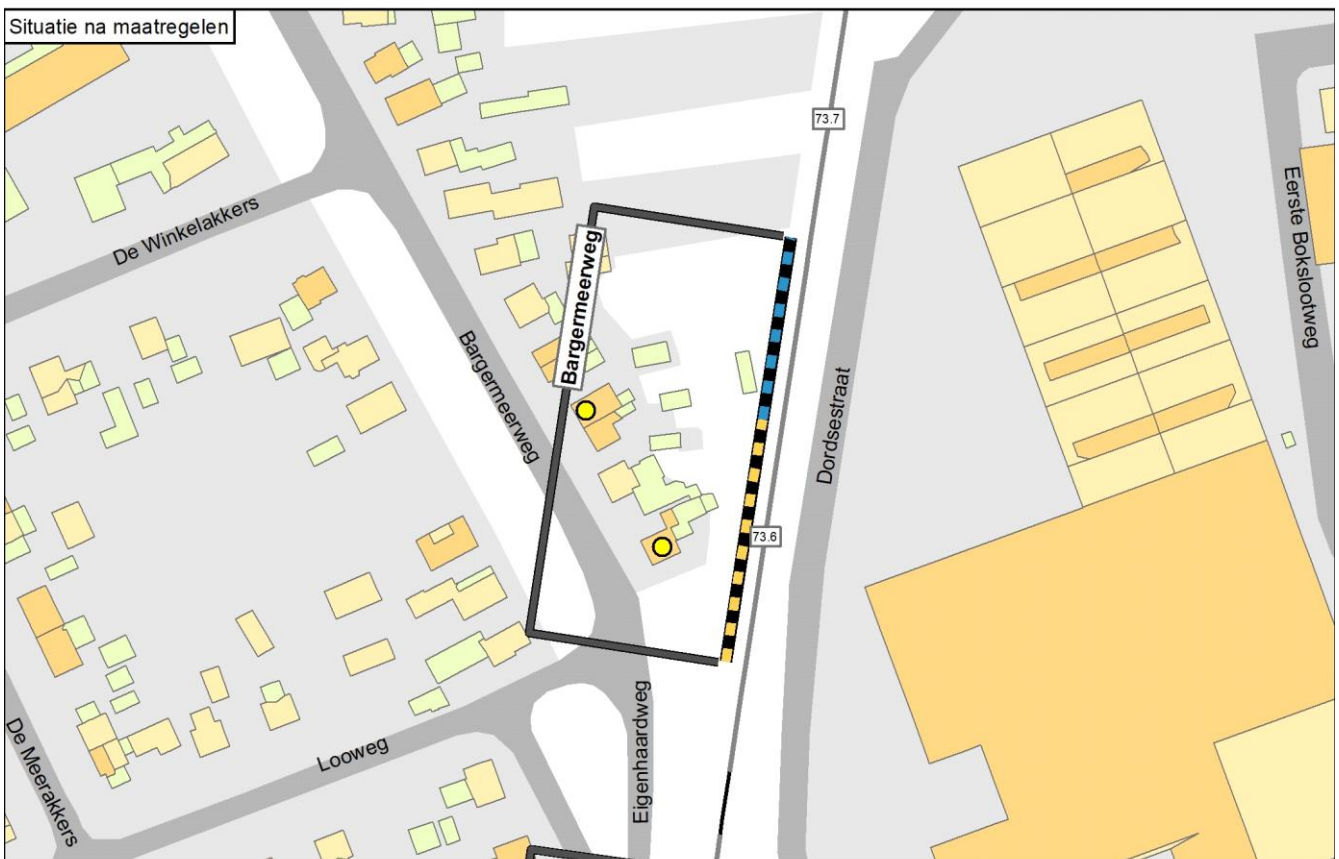 Situatie na maatregelen
73.7
De Winkelakkers
Eerste Bokslootweg
Bargermeerweg
Bargermeerweg
Dordsestraat
73.6
Eigenhaardweg
Looweg
De Meerakkers